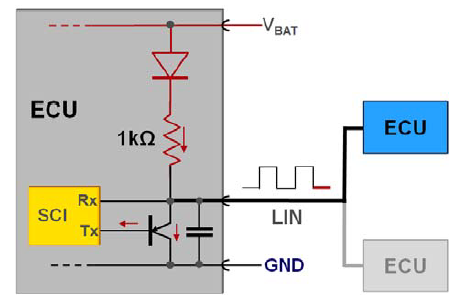 V_BAT
ECU
1kΩ
ECU
Rx
SCI
Tx
LIN
GND
ECU